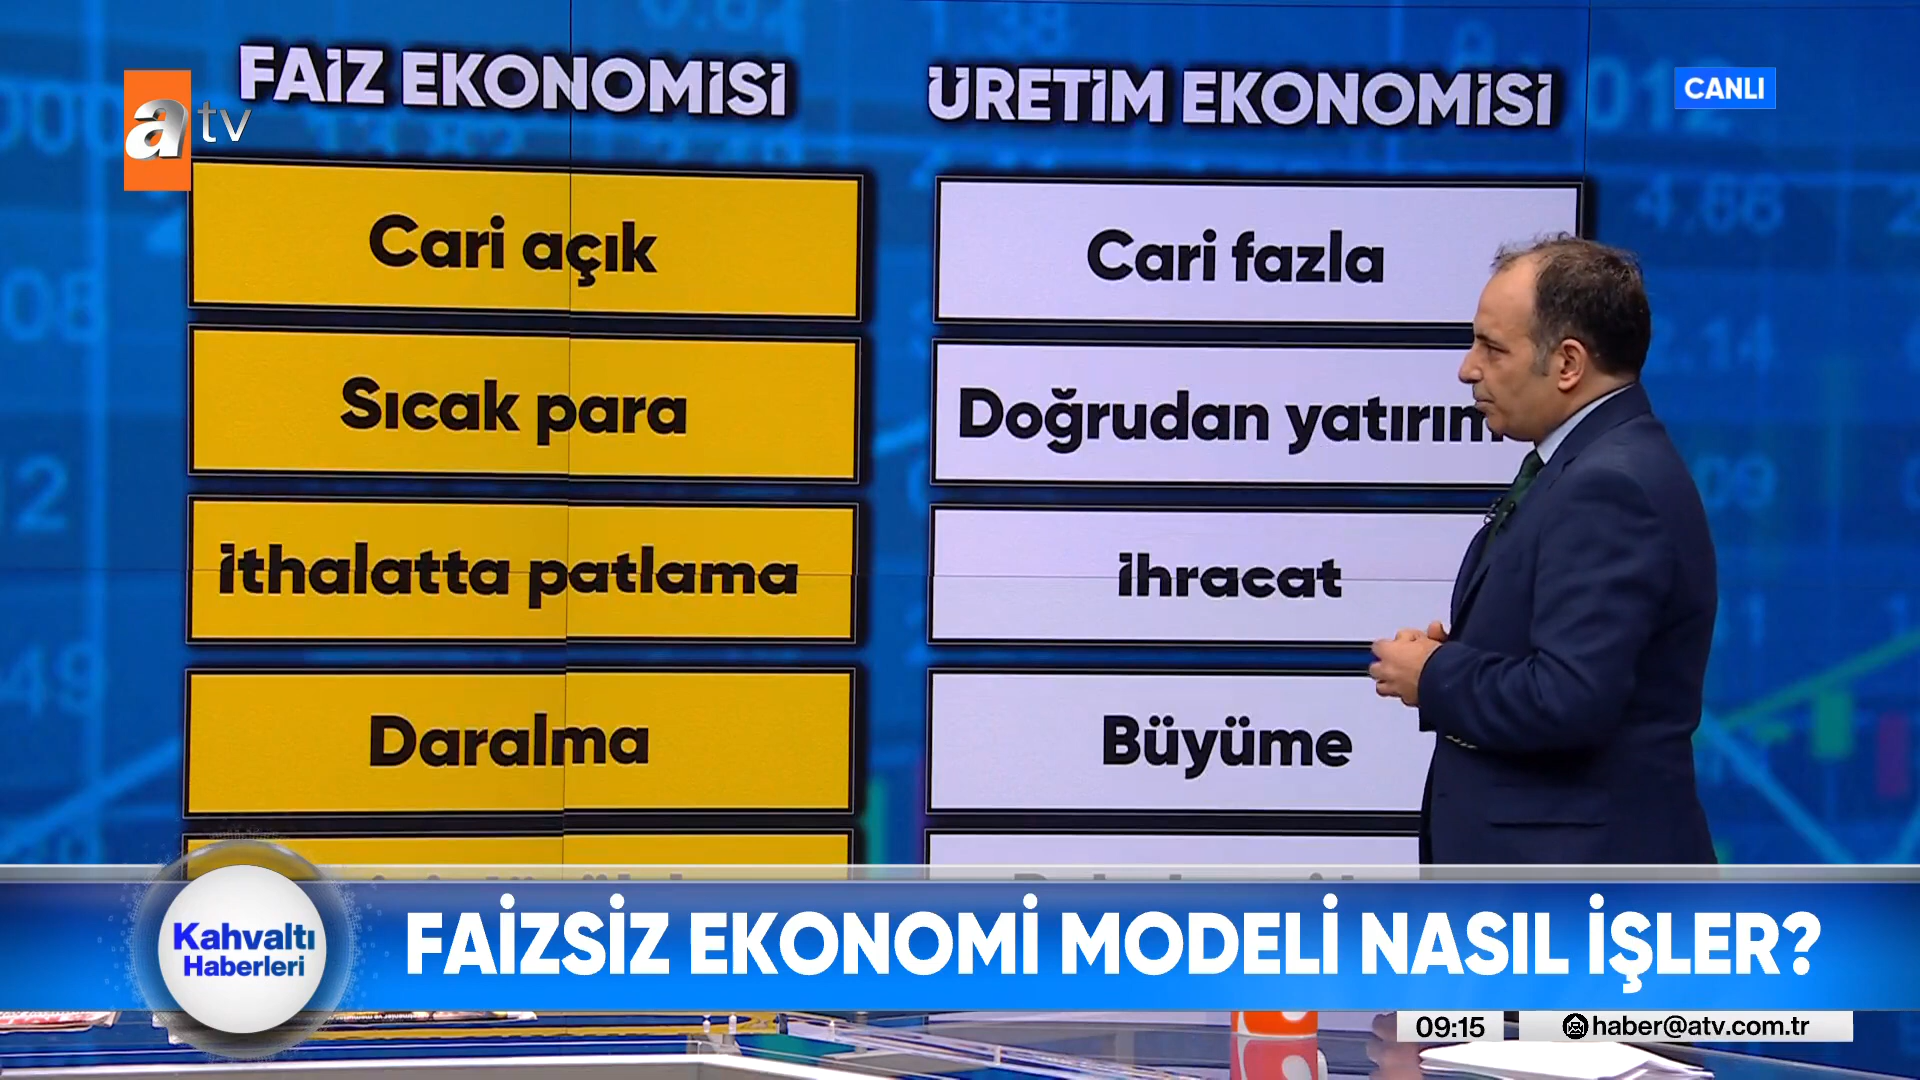 FAİZ EKONOMİSİ
ÜRETİM EKONOMİSİ
CANLI
atv
Cari açık
Cari fazla
Sıcak para
Doğrudan yatırım
İthalatta patlama
İhracat
Daralma
Büyüme
Kahvaltı
Haberleri
FAİZSİZ EKONOMİ MODELİ NASIL İŞLER?
09:15
haber@atv.com.tr